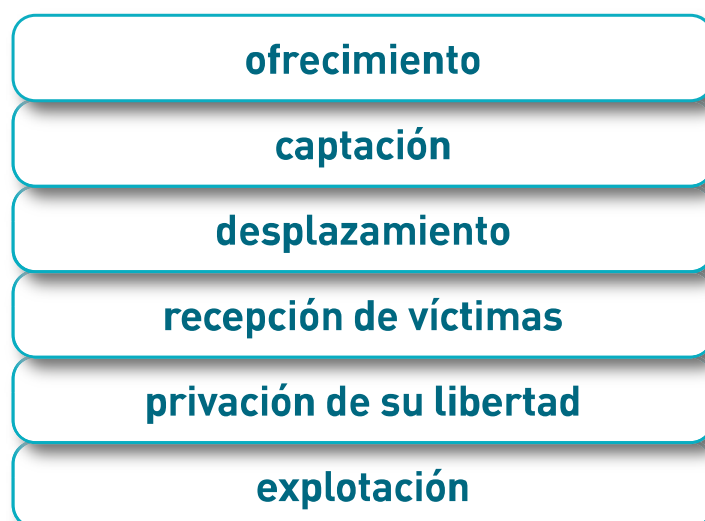 ofrecimiento
captación
desplazamiento
recepción de víctimas
privación de su libertad
explotación